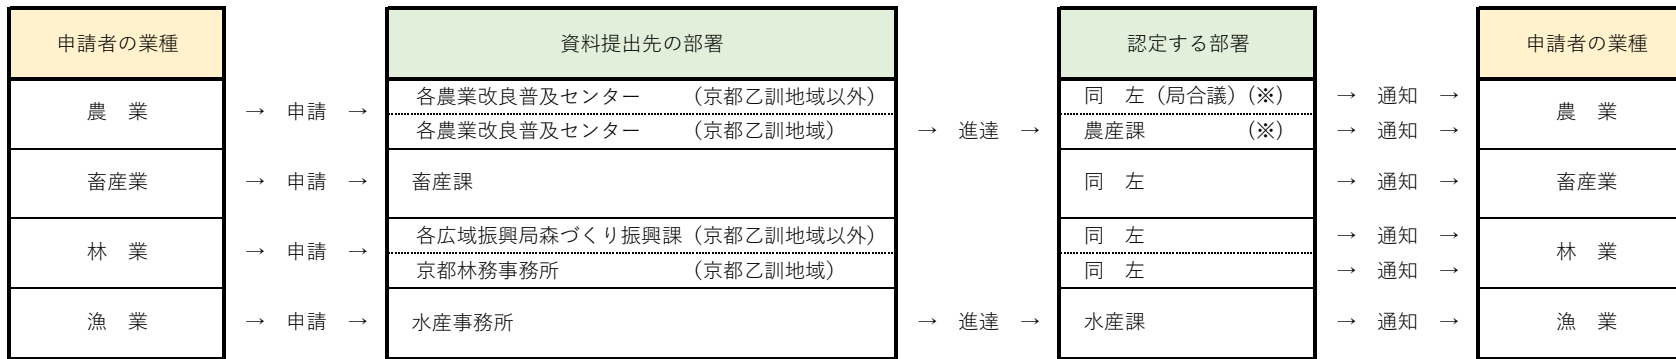 申請者の業種 資料提出先の部署 認定する部署 申請者の業種
農　業 → 申請 → 各農業改良普及センター　（京都乙訓地域以外） 同　左（局合議）(※) → 通知 → 農　業
各農業改良普及センター　（京都乙訓地域） → 進達 → 農産課　(※) → 通知 →
畜産業 → 申請 → 畜産課 同　左 → 通知 → 畜産業
林　業 → 申請 → 各広域振興局森づくり振興課（京都乙訓地域以外） 同　左 → 通知 → 林　業
京都林務事務所　（京都乙訓地域） 同　左 → 通知 →
漁　業 → 申請 → 水産事務所 → 進達 → 水産課 → 通知 → 漁　業